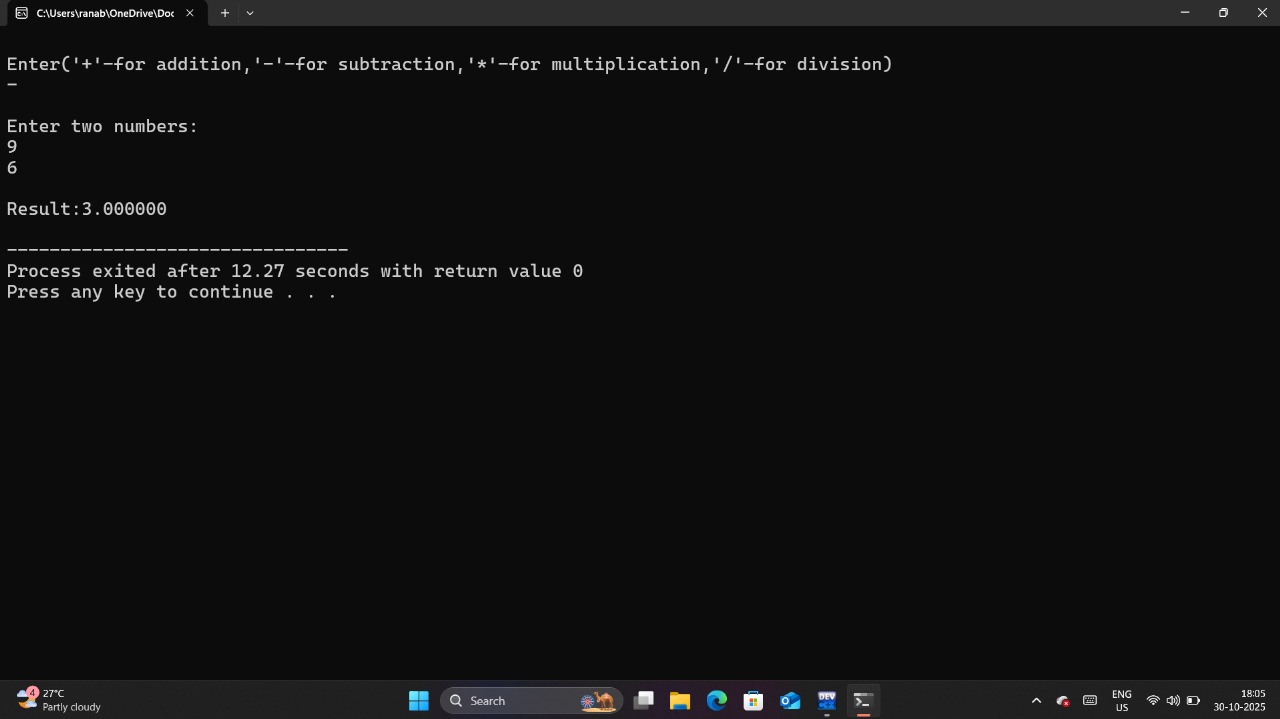 C:\Users\ranab\OneDrive\Doc
Enter('+'-for addition,'-'-for subtraction,'*'-for multiplication,'/'-for division)
-
Enter two numbers:
9
6
Result:3.000000
--------------------------------
Process exited after 12.27 seconds with return value 0
Press any key to continue . . .
4
27°C
Partly cloudy
Search
DEV
ENG
US
18:05
30-10-2025